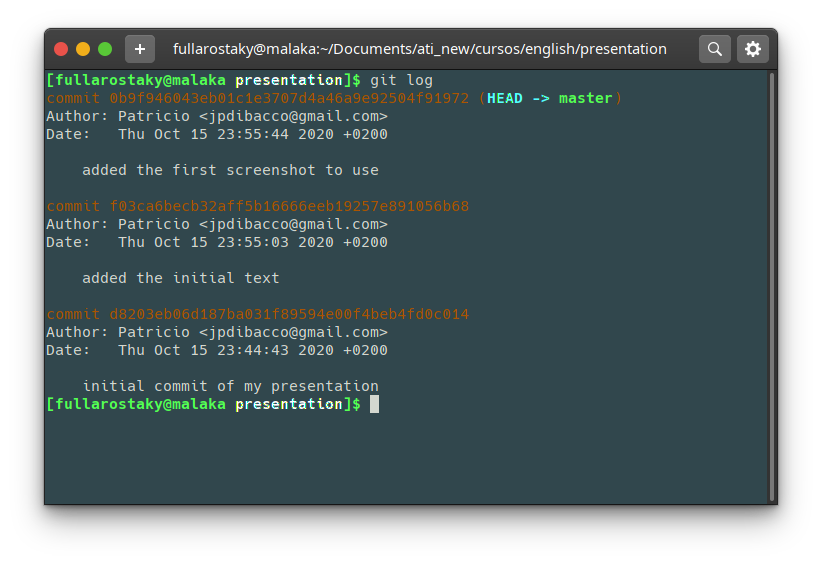 fullarostaky@malaka:~/Documents/ati_new/cursos/english/presentation
[fullarostaky@malaka presentation]$ git log
commit 0b9f946043eb01c1e3707d4a46a9e92504f91972 (HEAD -> master)
Author: Patricio <jpdibacco@gmail.com>
Date:   Thu Oct 15 23:55:44 2020 +0200
    added the first screenshot to use
commit f03ca6becb32aff5b16666eeb19257e891056b68
Author: Patricio <jpdibacco@gmail.com>
Date:   Thu Oct 15 23:55:03 2020 +0200
    added the initial text
commit d8203eb06d187ba031f89594e00f4beb4fd0c014
Author: Patricio <jpdibacco@gmail.com>
Date:   Thu Oct 15 23:44:43 2020 +0200
    initial commit of my presentation
[fullarostaky@malaka presentation]$